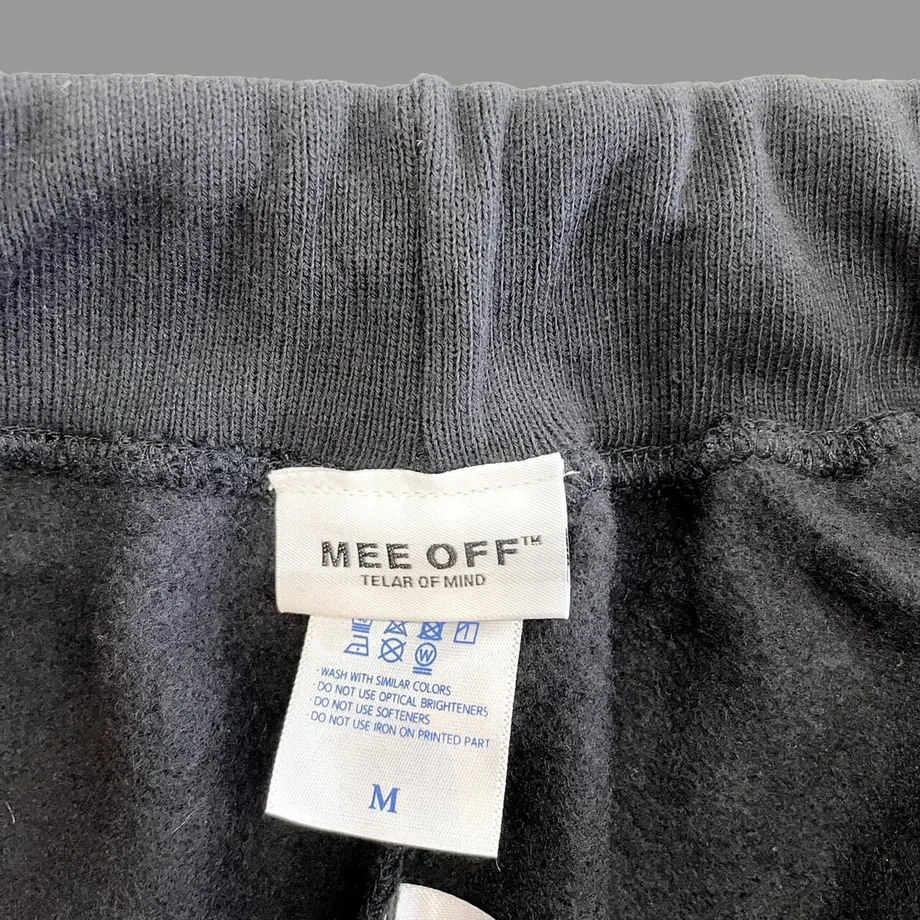 MEE OFF™
TELAR OF MIND
W
· WASH WITH SIMILAR COLORS
· DO NOT USE OPTICAL BRIGHTENERS
· DO NOT USE SOFTENERS
· DO NOT USE IRON ON PRINTED PART
M